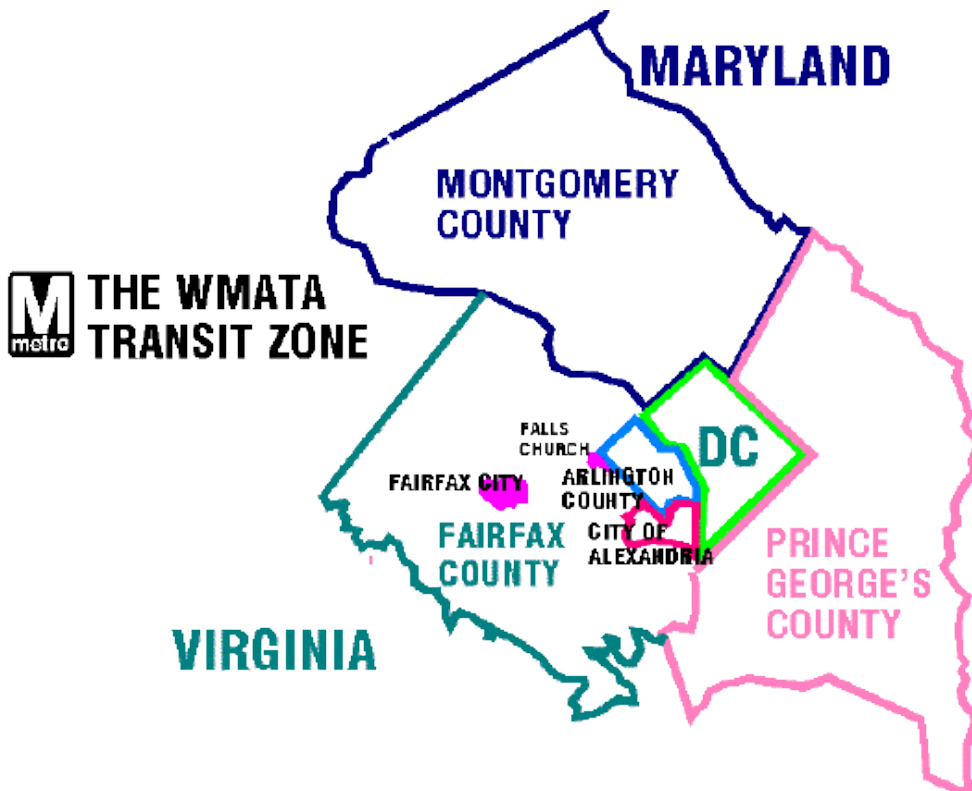 MARYLAND
MONTGOMERY
COUNTY
M
metro
THE WMATA
TRANSIT ZONE
FALLS
CHURCH
DC
FAIRFAX CITY
ARLINGTON
COUNTY
FAIRFAX
COUNTY
CITY OF
ALEXANDRIA
PRINCE
GEORGE'S
COUNTY
VIRGINIA